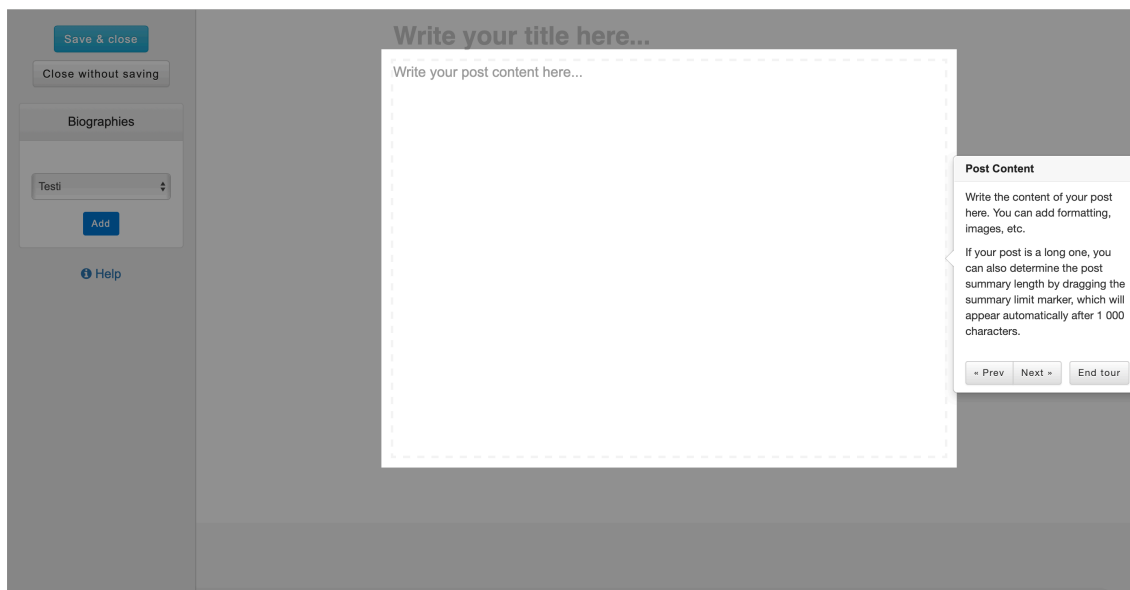 Save & close
Close without saving
Biographies
Testi
Add
Help
Write your title here...
Write your post content here...
Post Content
Write the content of your post
here. You can add formatting,
images, etc.
If your post is a long one, you
can also determine the post
summary length by dragging the
summary limit marker, which will
appear automatically after 1 000
characters.
« Prev
Next »
End tour